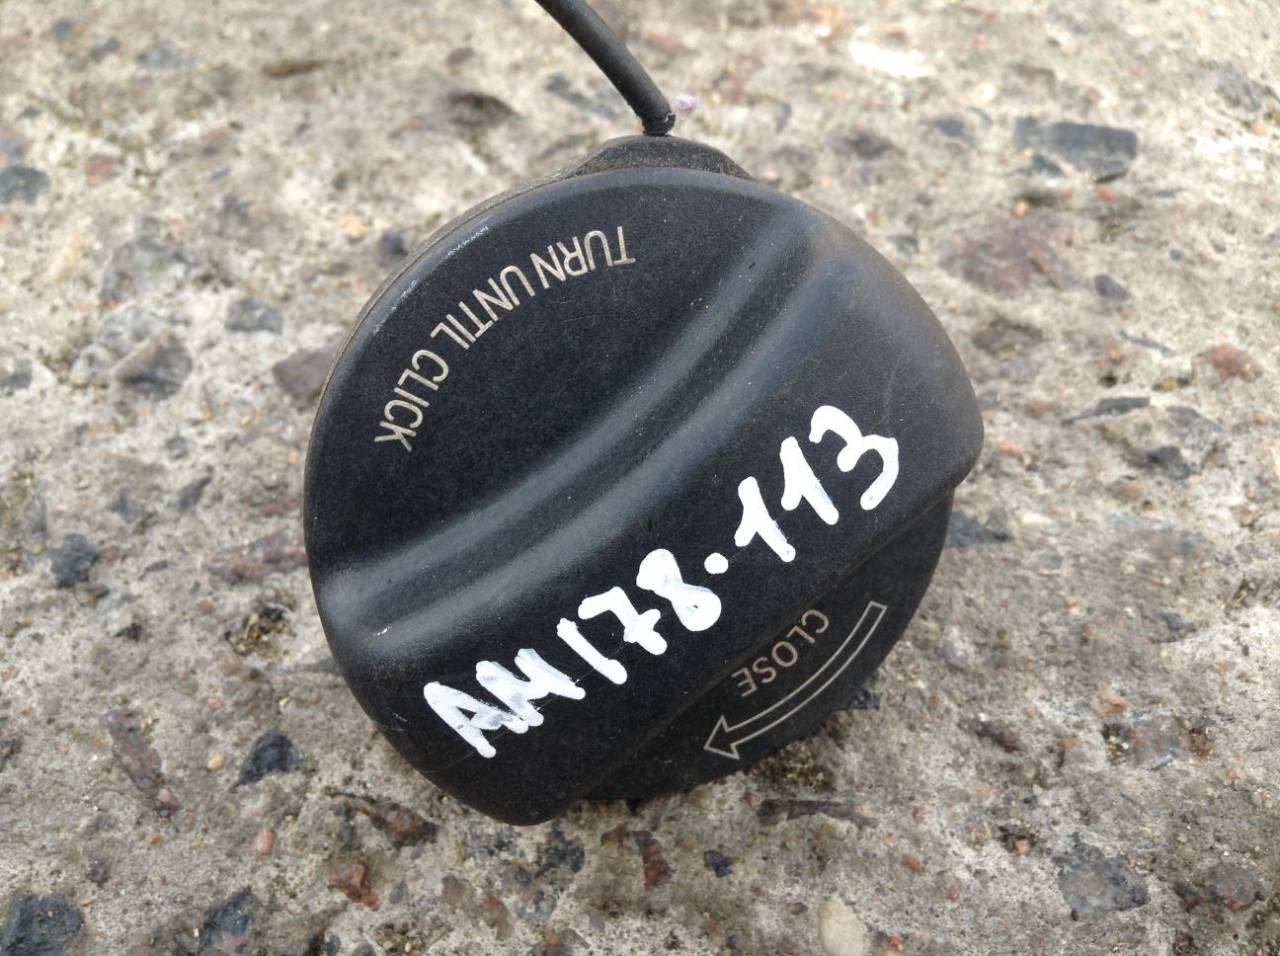 TURN UNTIL CLICK
AM178.113
CLOSE